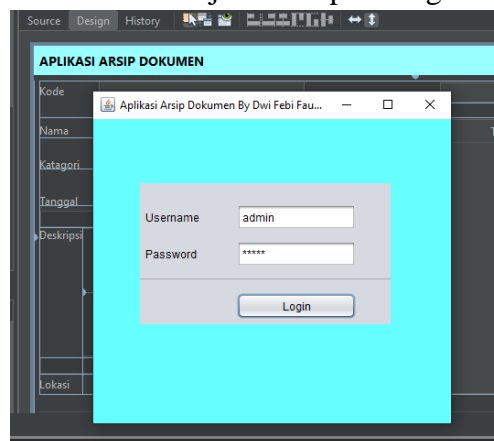 Source Design History
APLIKASI ARSIP DOKUMEN
Kode
Aplikasi Arsip Dokumen By Dwi Febi Fau...
Nama
Katagori
Tanggal
Username admin
Deskripsi
Password *****
Login
Lokasi